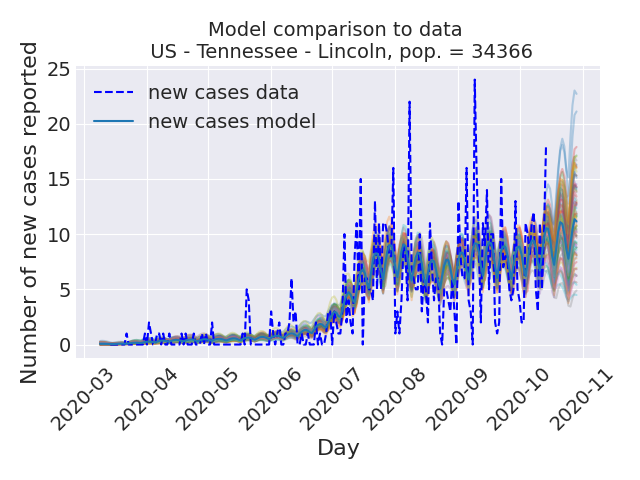 Model comparison to data
US - Tennessee - Lincoln, pop. = 34366
Number of new cases reported
25
20
15
10
5
0
new cases data
new cases model
2020-03
2020-04
2020-05
2020-06
2020-07
2020-08
2020-09
2020-10
2020-11
Day